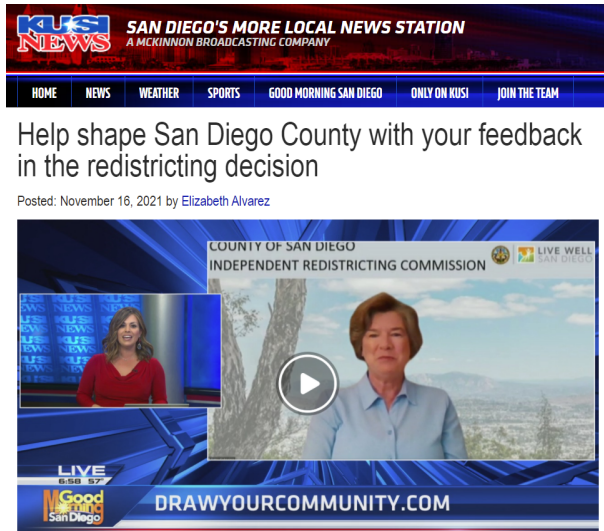 KUSI
NEWS
SAN DIEGO'S MORE LOCAL NEWS STATION
A MCKINNON BROADCASTING COMPANY
HOME NEWS WEATHER SPORTS GOOD MORNING SAN DIEGO ONLY ON KUSI JOIN THE TEAM
Help shape San Diego County with your feedback
in the redistricting decision
Posted: November 16, 2021 by Elizabeth Alvarez
COUNTY OF SAN DIEGO
INDEPENDENT REDISTRICTING COMMISSION
LIVE WELL
SAN DIEGO
LIVE
6:58 57°
Good
Morning
San Diego
DRAWYOURCOMMUNITY.COM